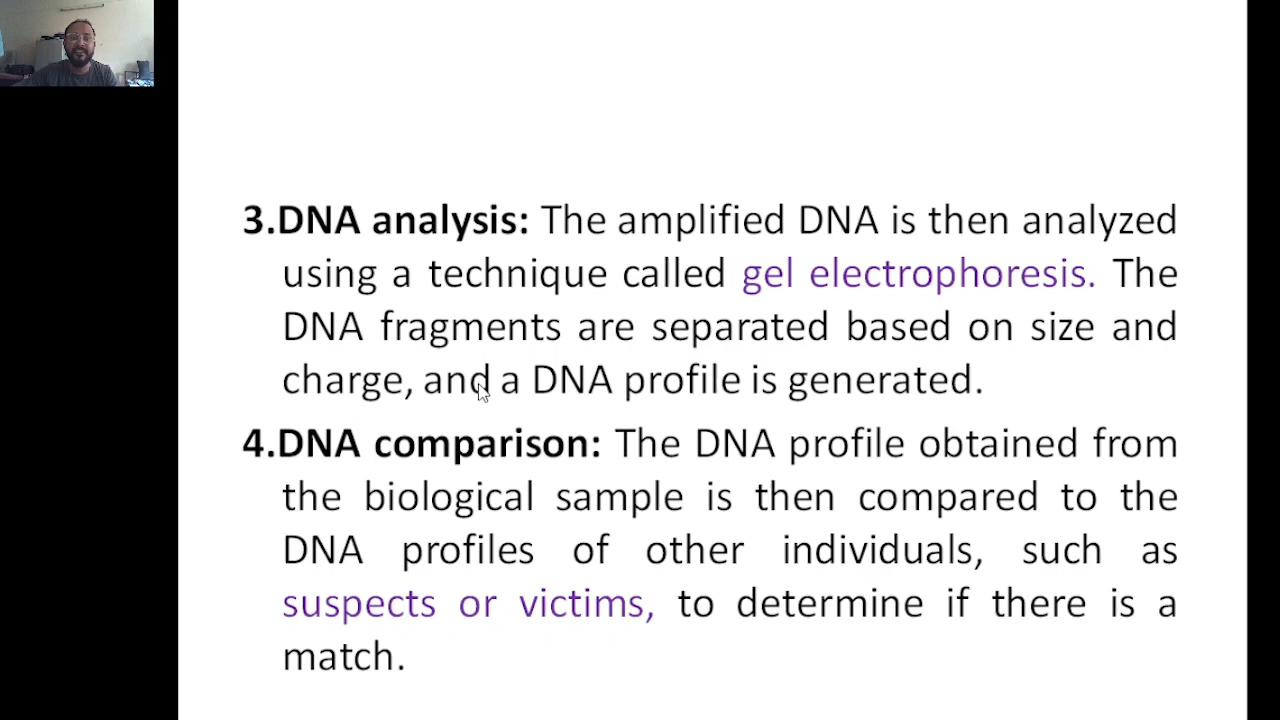 3.DNA analysis: The amplified DNA is then analyzed
using a technique called gel electrophoresis. The
DNA fragments are separated based on size and
charge, and a DNA profile is generated.
4.DNA comparison: The DNA profile obtained from
the biological sample is then compared to the
DNA profiles of other individuals, such as
suspects or victims, to determine if there is a
match.